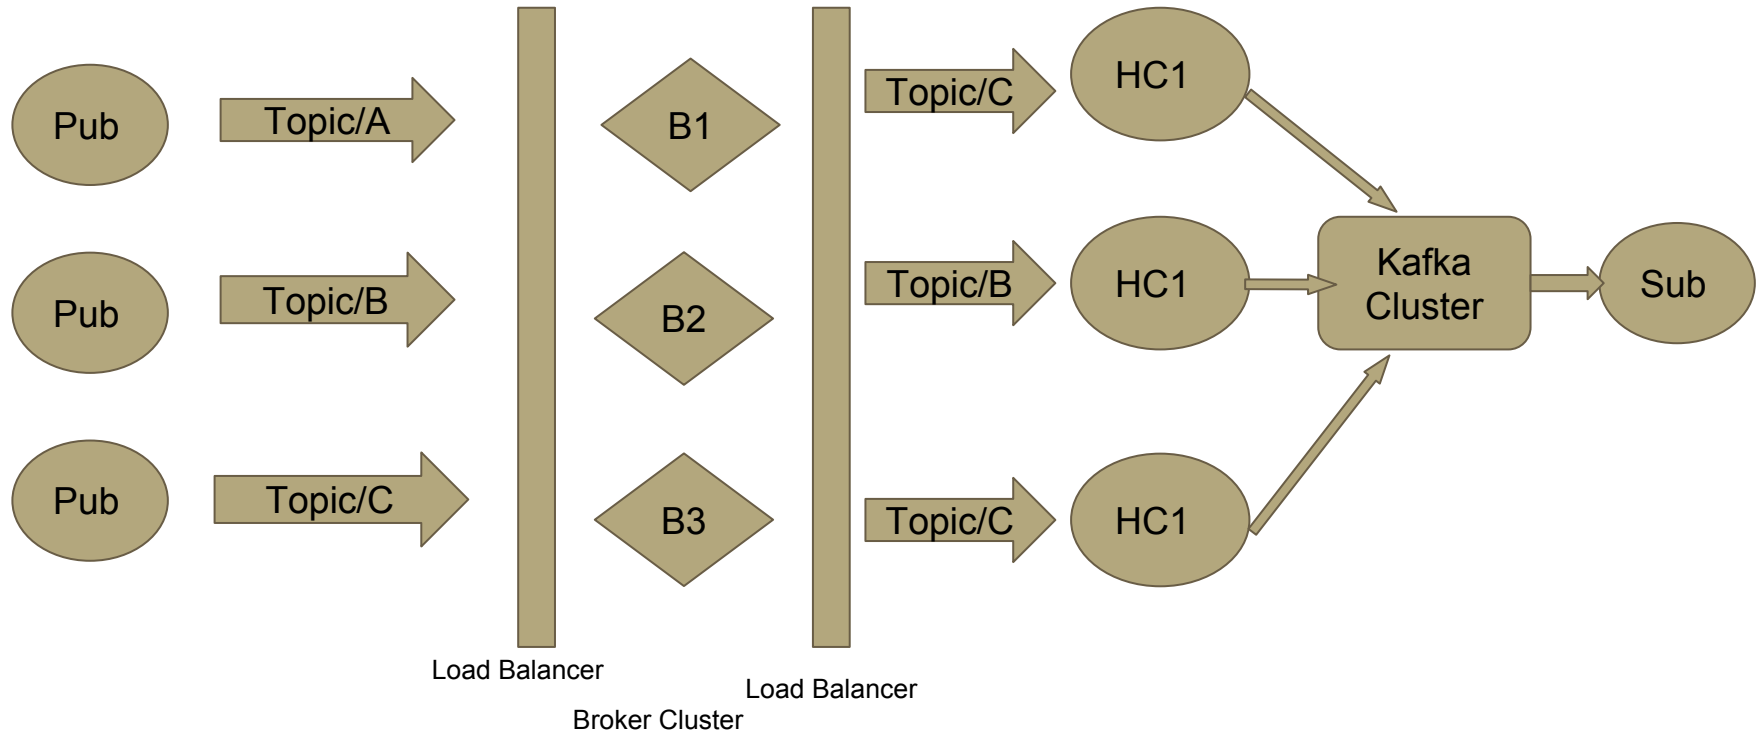 Pub
Topic/A
B1
Topic/C
HC1
Pub
Topic/B
B2
Topic/B
HC1
Kafka
Cluster
Sub
Pub
Topic/C
B3
Topic/C
HC1
Load Balancer
Load Balancer
Broker Cluster